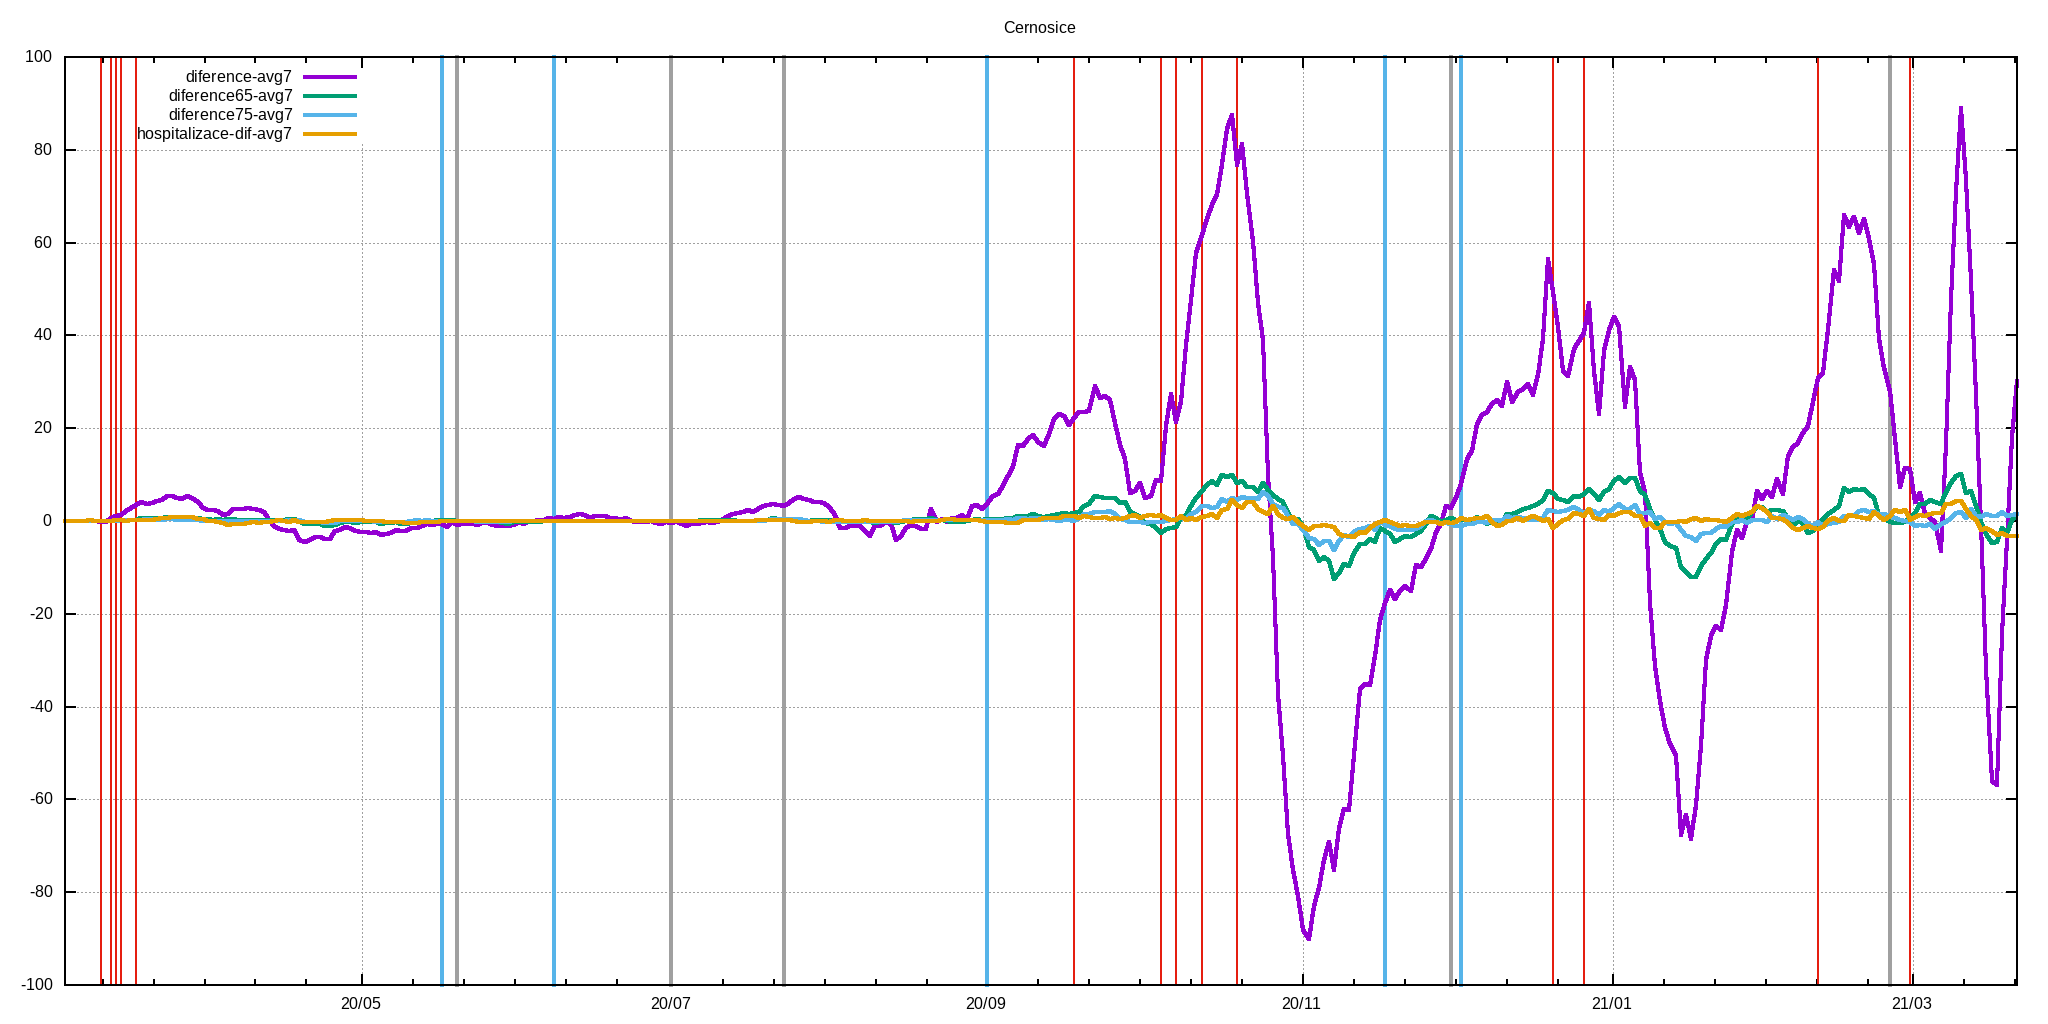 Cernosice
diference-avg7
diference65-avg7
diference75-avg7
hospitalizace-dif-avg7
100
80
60
40
20
0
-20
-40
-60
-80
-100
20/05 20/07 20/09 20/11 21/01 21/03